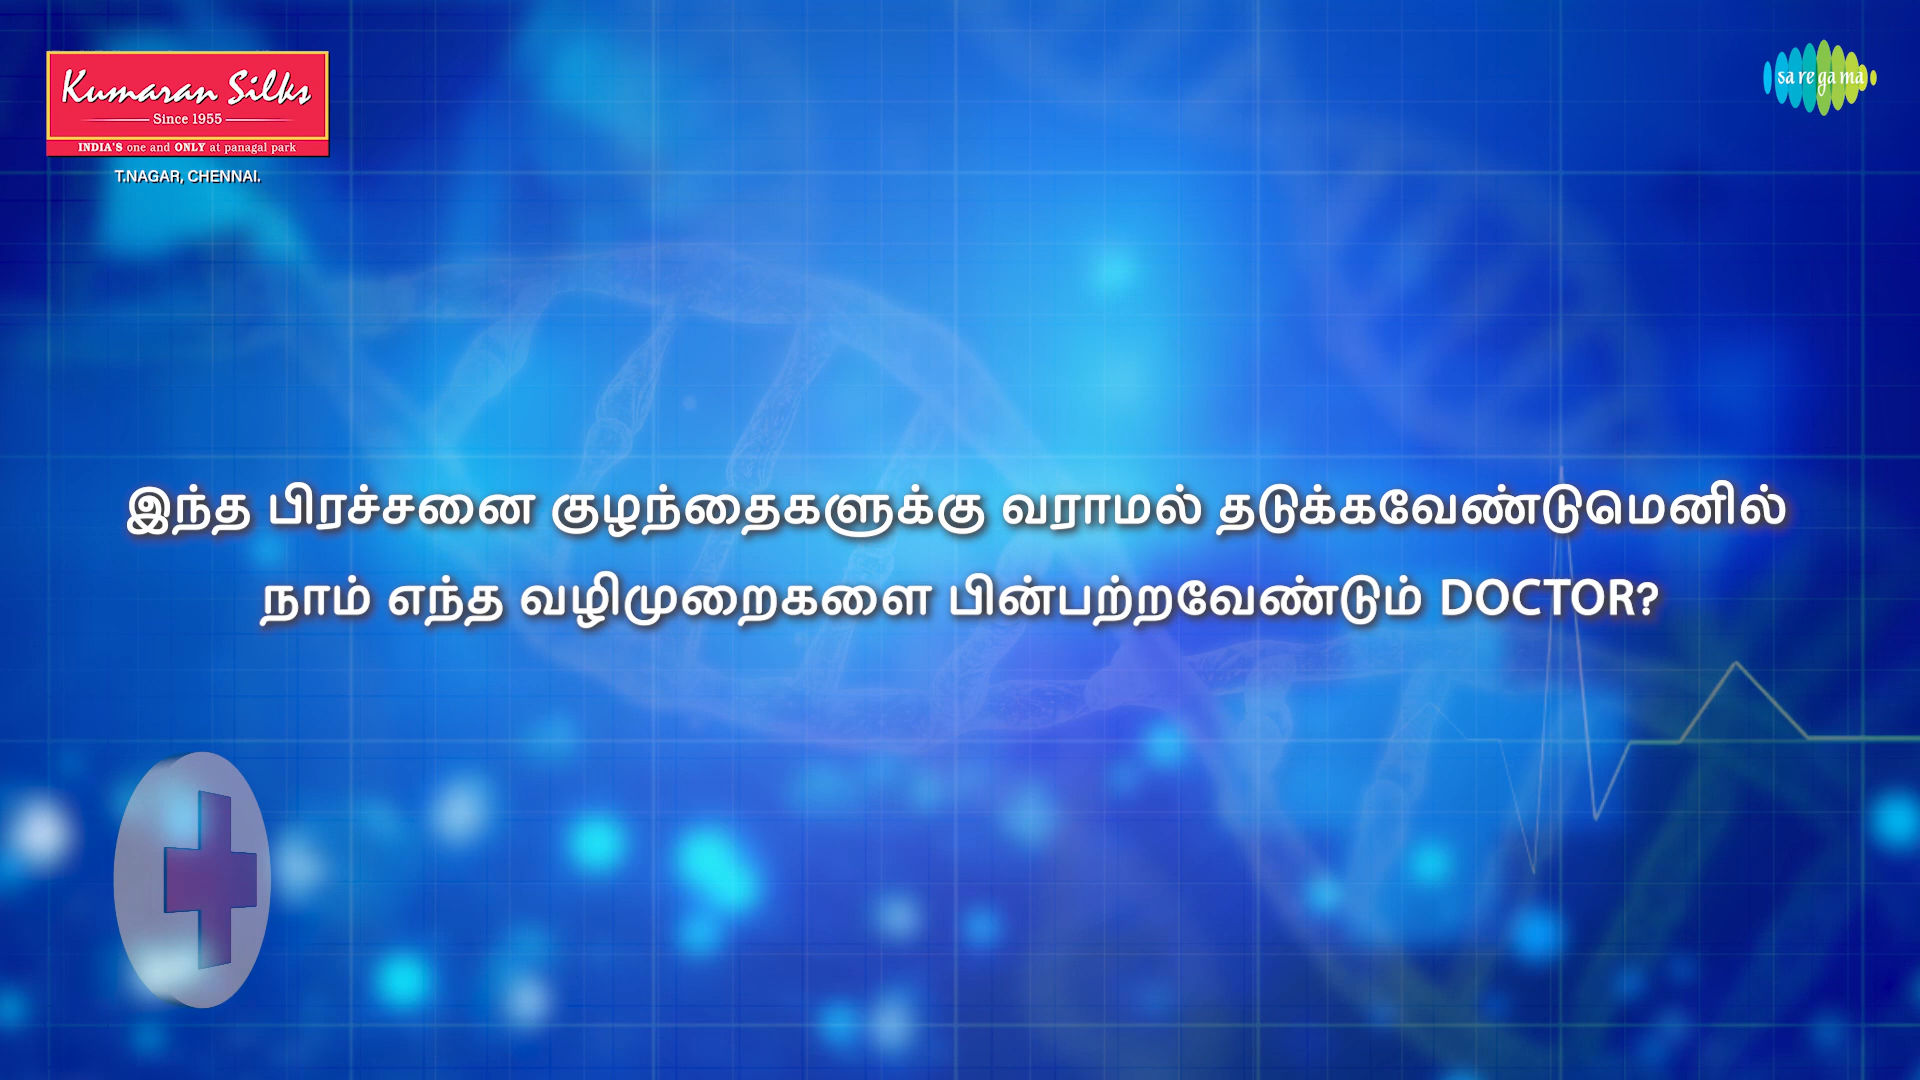 Kumaran Silks
Since 1955
INDIA'S one and ONLY at panagal park
T.NAGAR, CHENNAI.
sa re ga ma
இந்த பிரச்சனை குழந்தைகளுக்கு வராமல் தடுக்கவேண்டுமெனில்
நாம் எந்த வழிமுறைகளை பின்பற்றவேண்டும் DOCTOR?